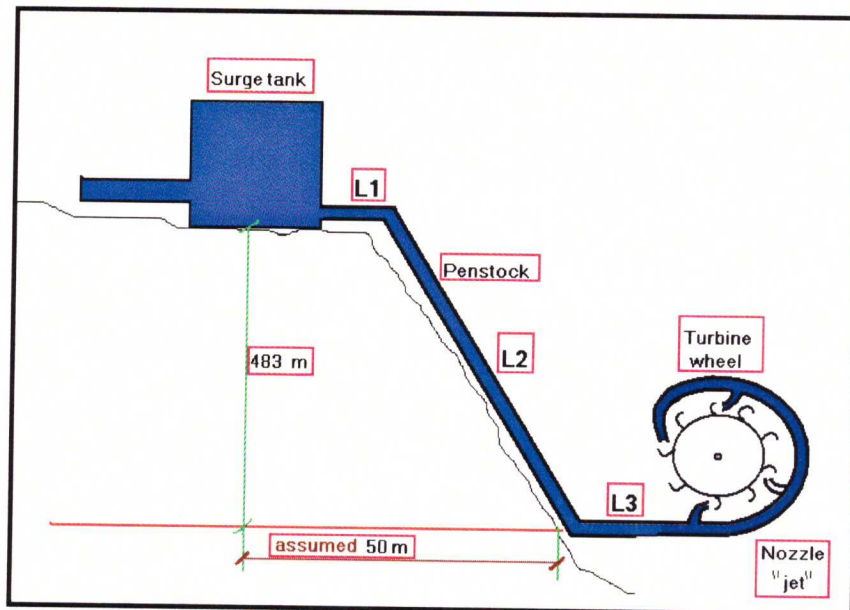 Surge tank
L1
Penstock
483 m
L2
Turbine
wheel
L3
assumed 50 m
Nozzle
"jet"